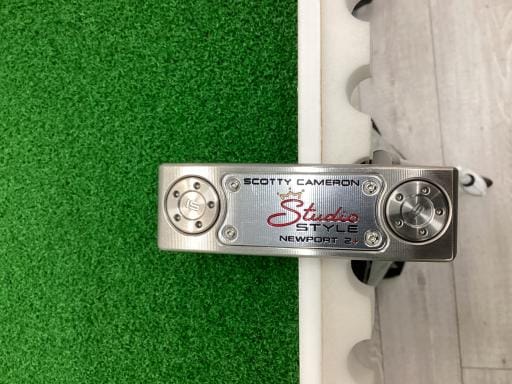 SCOTTY CAMERON
Studio
STYLE
NEWPORT 2+